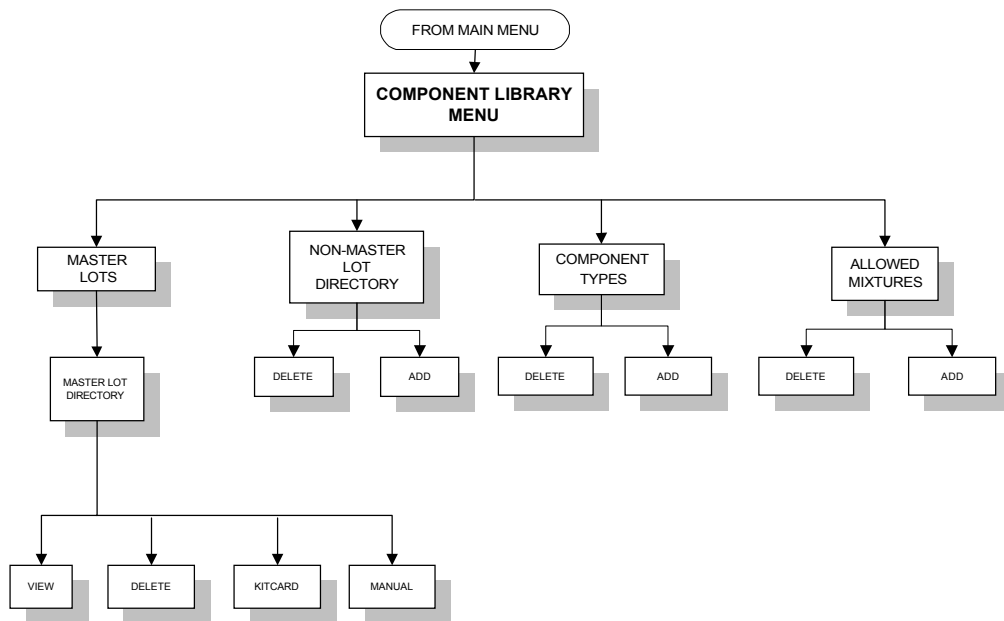 FROM MAIN MENU
COMPONENT LIBRARY
MENU
MASTER
LOTS
NON-MASTER
LOT
DIRECTORY
COMPONENT
TYPES
ALLOWED
MIXTURES
MASTER LOT
DIRECTORY
DELETE
ADD
DELETE
ADD
DELETE
ADD
VIEW
DELETE
KITCARD
MANUAL